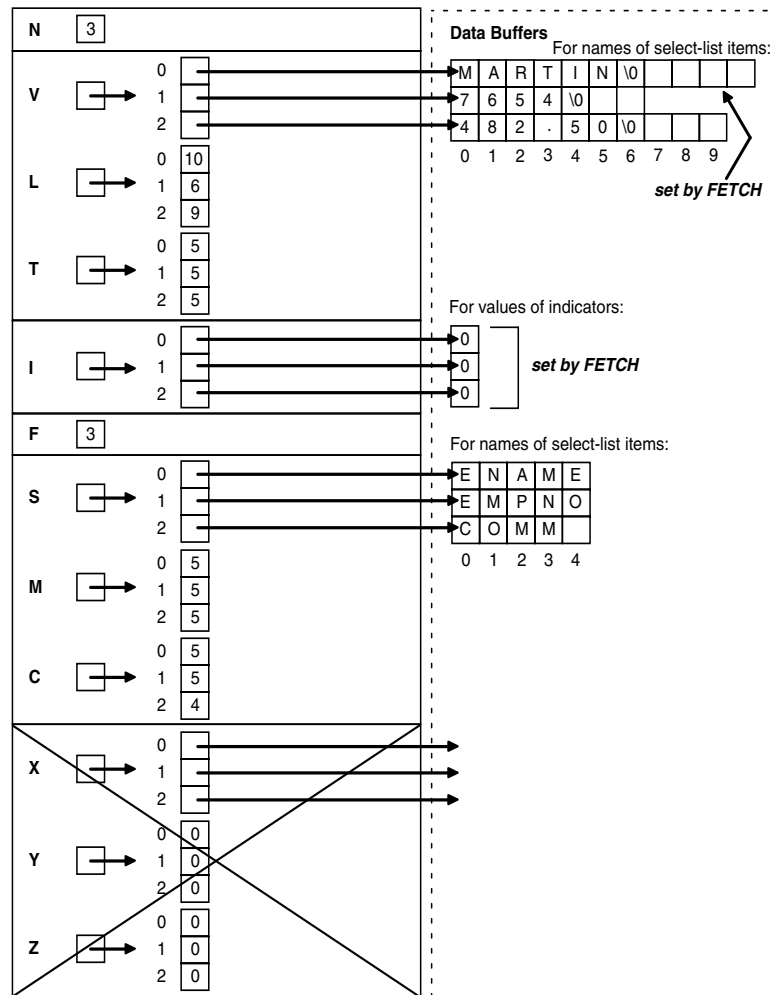 N 3
Data Buffers
For names of select-list items:
V
0 M A R T I N \0
1 7 6 5 4 \0
2 4 8 2 . 5 0 \0
0 1 2 3 4 5 6 7 8 9
set by FETCH
L
0 10
1 6
2 9
T
0 5
1 5
2 5
For values of indicators:
I
0 0
1 0
2 0
set by FETCH
F 3
For names of select-list items:
S
0 E N A M E
1 E M P N O
2 C O M M
0 1 2 3 4
M
0 5
1 5
2 5
C
0 5
1 5
2 4
X
0
1
2
Y
0 0
1 0
2 0
Z
0 0
1 0
2 0